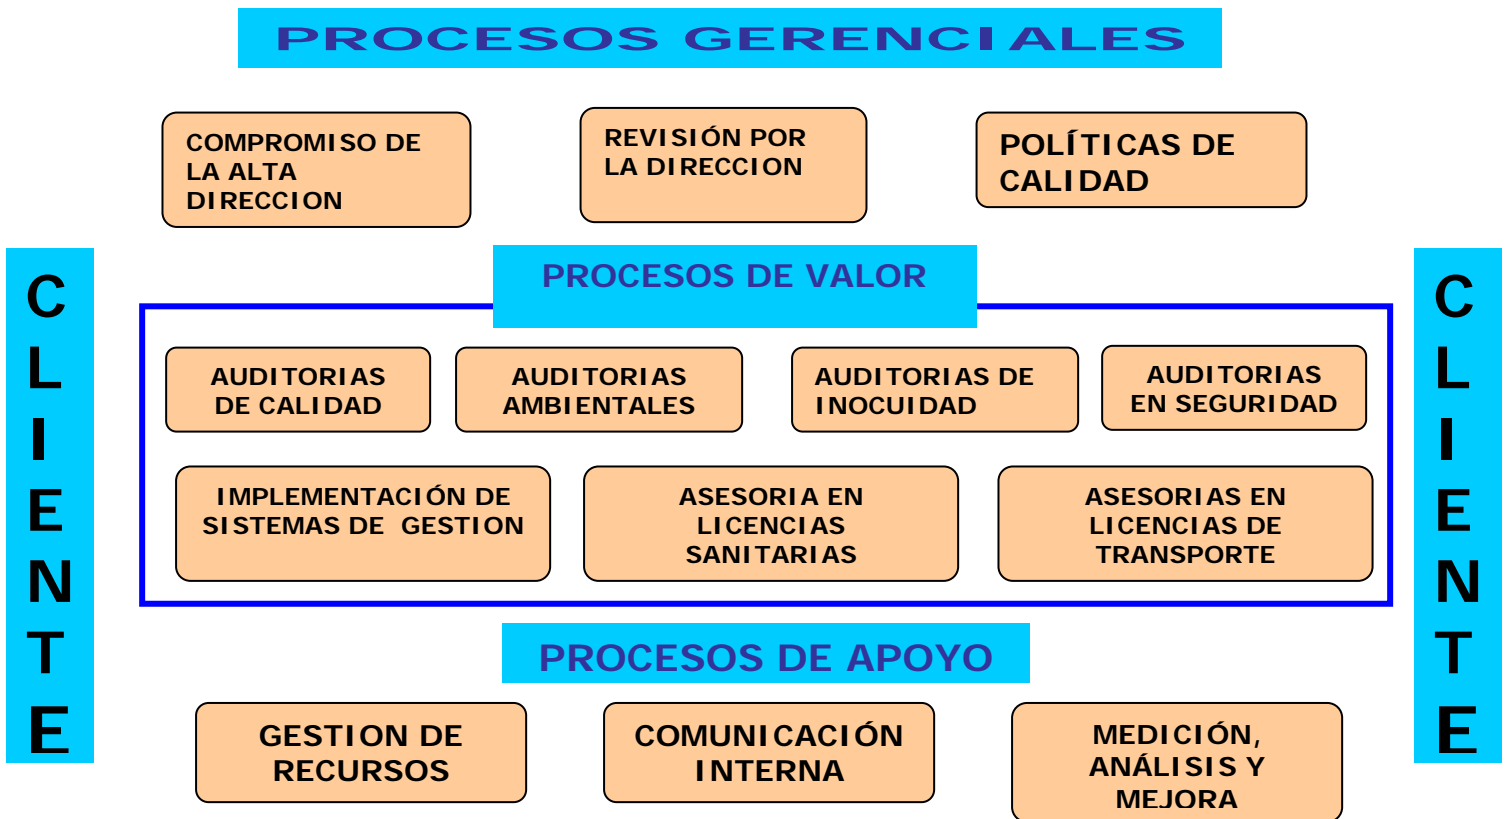 PROCESOS GERENCIALES
COMPROMISO DE
LA ALTA
DIRECCION
REVISIÓN POR
LA DIRECCION
POLÍTICAS DE
CALIDAD
C
L
I
E
N
T
E
PROCESOS DE VALOR
AUDITORIAS
DE CALIDAD
AUDITORIAS
AMBIENTALES
AUDITORIAS DE
INOCUIDAD
AUDITORIAS
EN SEGURIDAD
IMPLEMENTACIÓN DE
SISTEMAS DE GESTION
ASESORIA EN
LICENCIAS
SANITARIAS
ASESORIAS EN
LICENCIAS DE
TRANSPORTE
C
L
I
E
N
T
E
PROCESOS DE APOYO
GESTION DE
RECURSOS
COMUNICACIÓN
INTERNA
MEDICIÓN,
ANÁLISIS Y
MEJORA